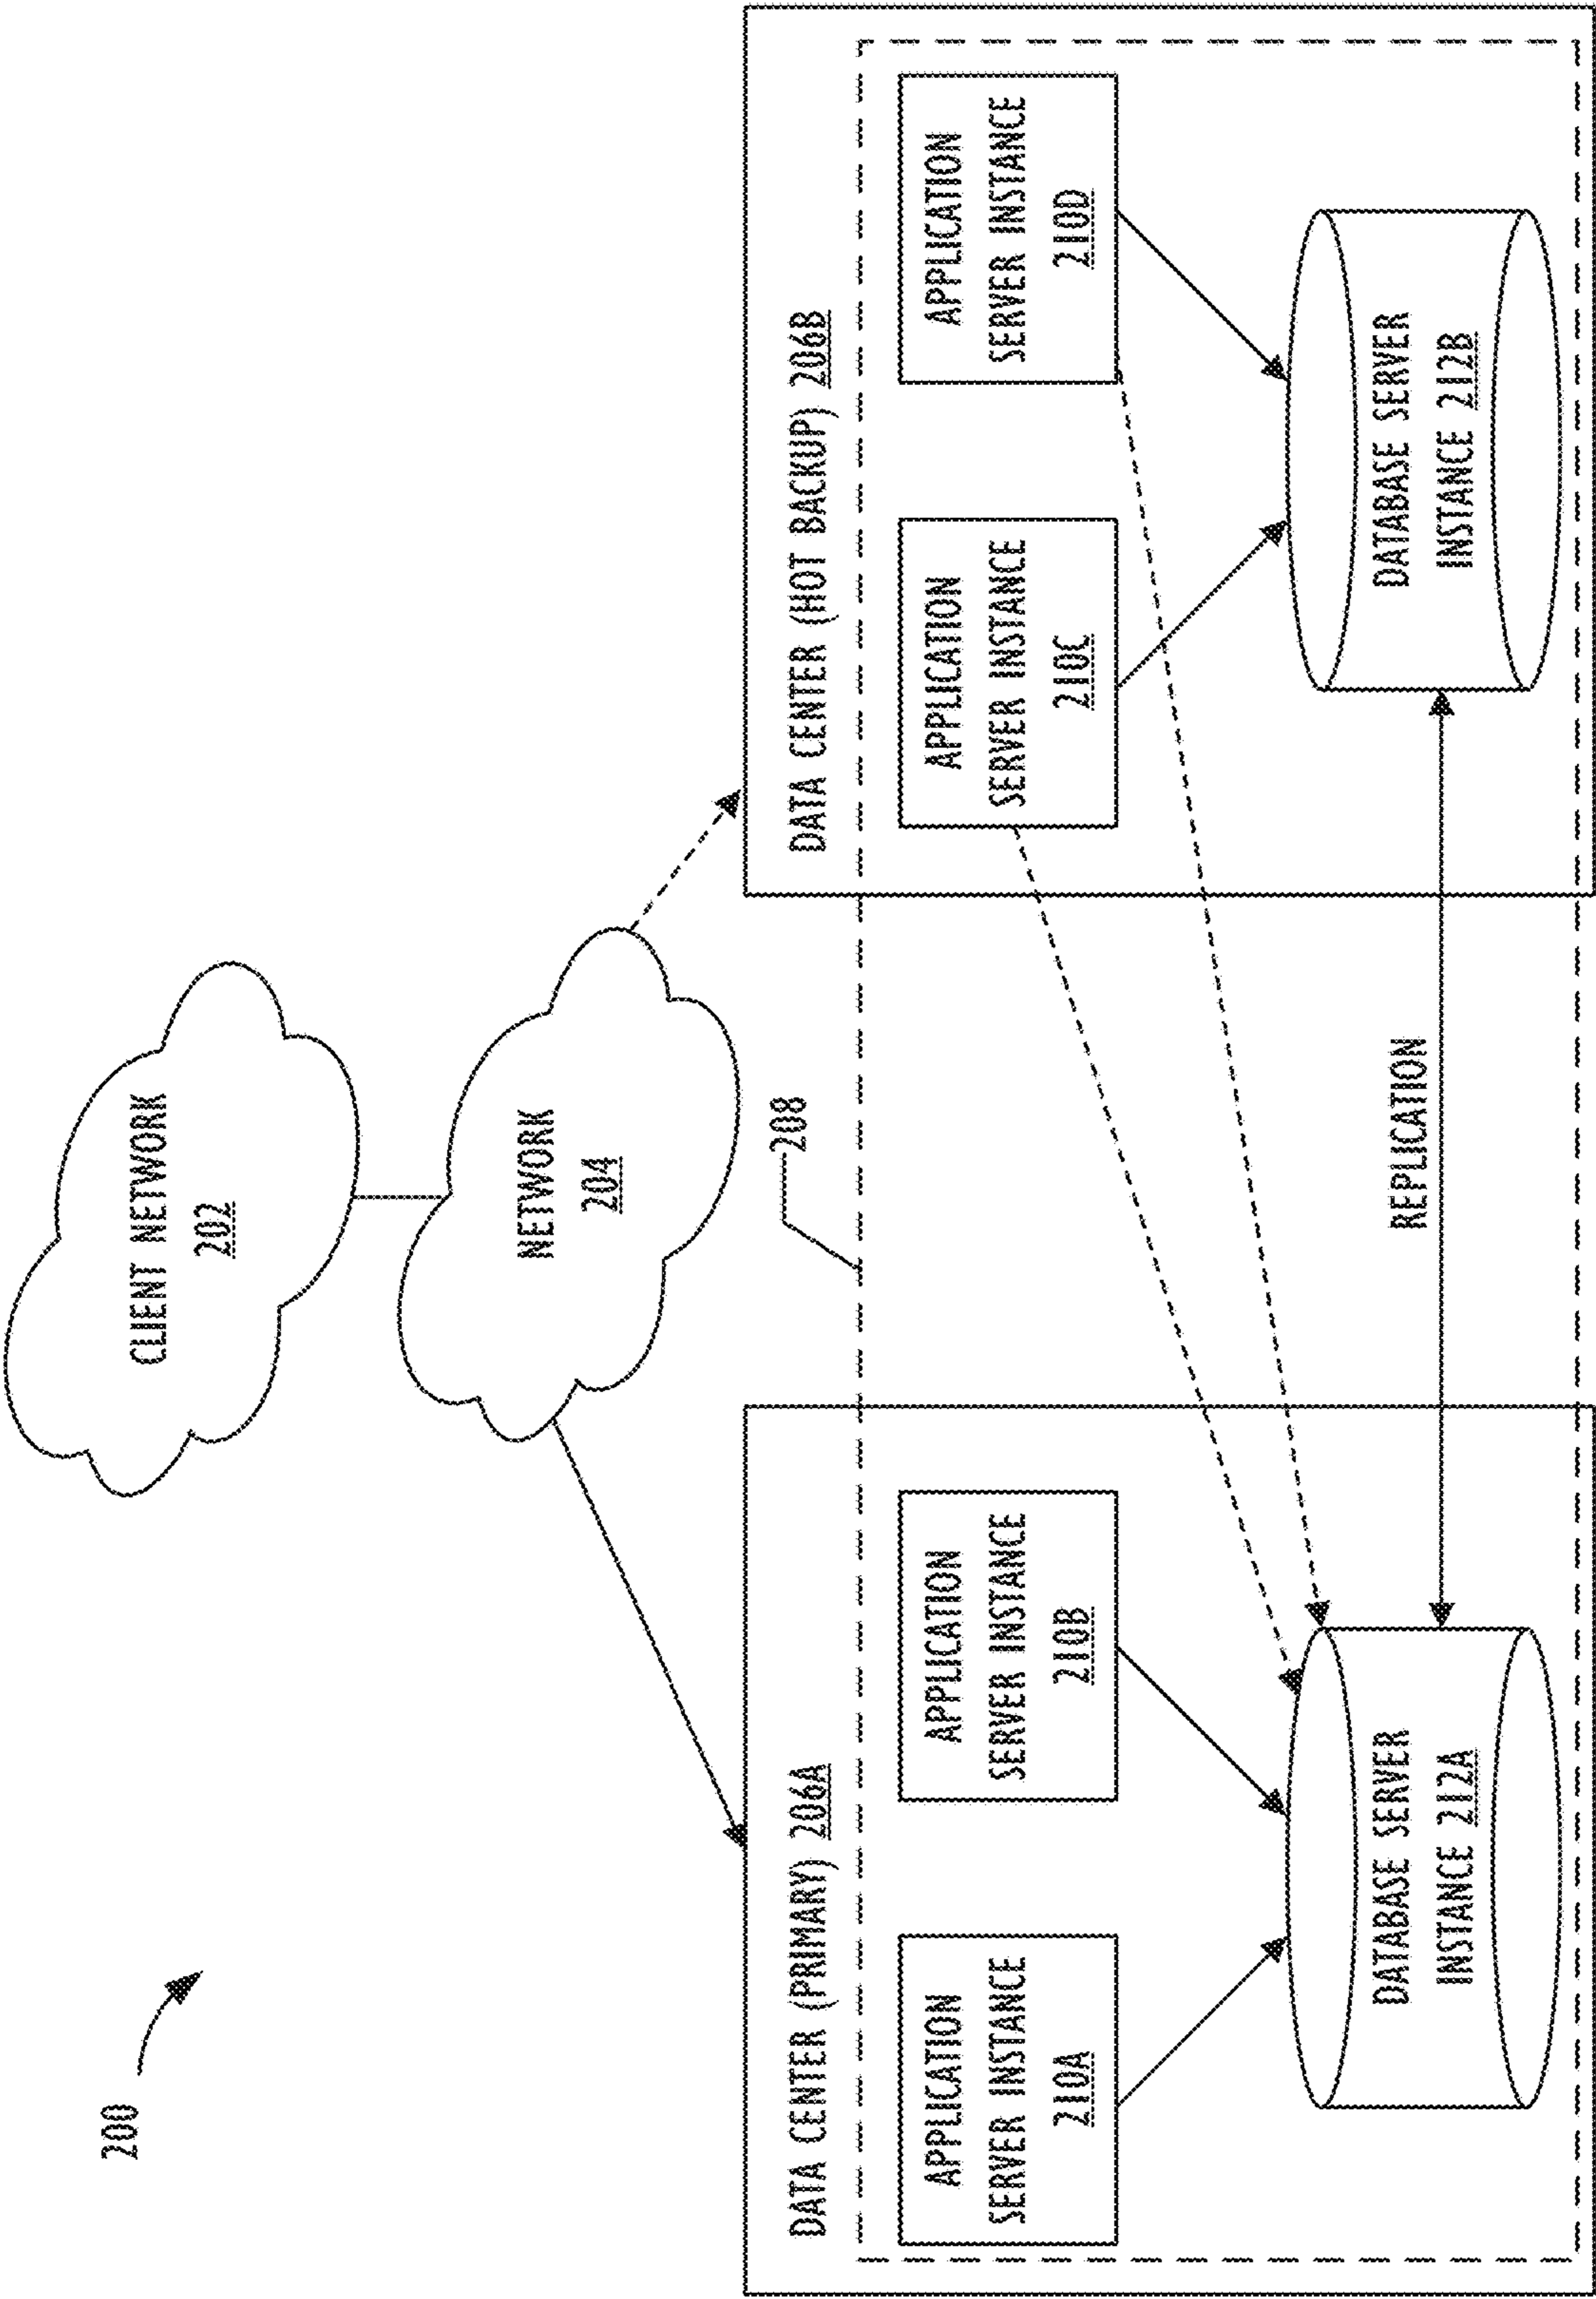 200
CLIENT NETWORK
202
NETWORK
204
208
DATA CENTER (PRIMARY) 206A
APPLICATION
SERVER INSTANCE
210A
APPLICATION
SERVER INSTANCE
210B
DATABASE SERVER
INSTANCE 212A
REPLICATION
DATA CENTER (HOT BACKUP) 206B
APPLICATION
SERVER INSTANCE
210C
APPLICATION
SERVER INSTANCE
210D
DATABASE SERVER
INSTANCE 212B